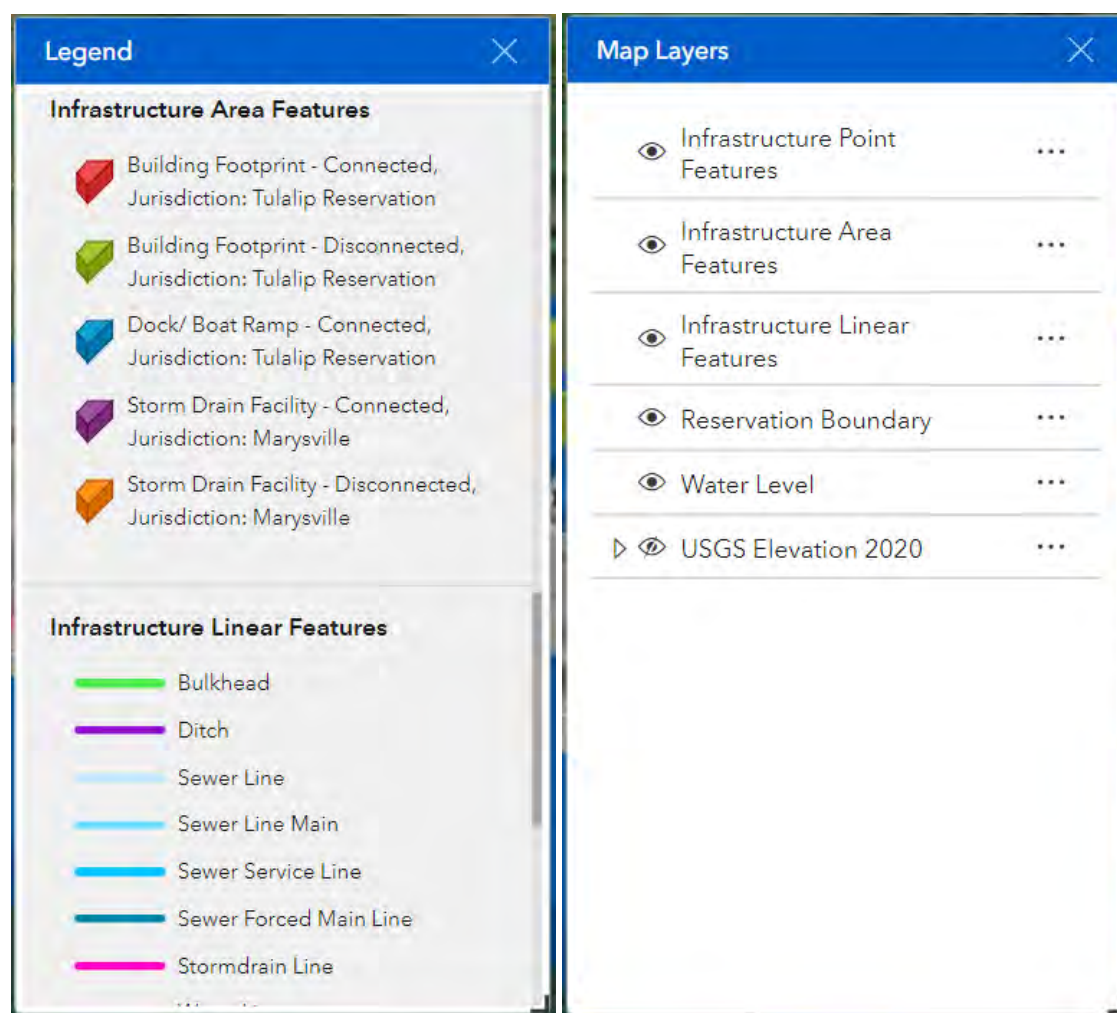 Legend
Infrastructure Area Features
Building Footprint - Connected,
Jurisdiction: Tulalip Reservation
Building Footprint - Disconnected,
Jurisdiction: Tulalip Reservation
Dock/ Boat Ramp - Connected,
Jurisdiction: Tulalip Reservation
Storm Drain Facility - Connected,
Jurisdiction: Marysville
Storm Drain Facility - Disconnected,
Jurisdiction: Marysville
Infrastructure Linear Features
Bulkhead
Ditch
Sewer Line
Sewer Line Main
Sewer Service Line
Sewer Forced Main Line
Stormdrain Line
Map Layers
Infrastructure Point
Features
Infrastructure Area
Features
Infrastructure Linear
Features
Reservation Boundary
Water Level
USGS Elevation 2020